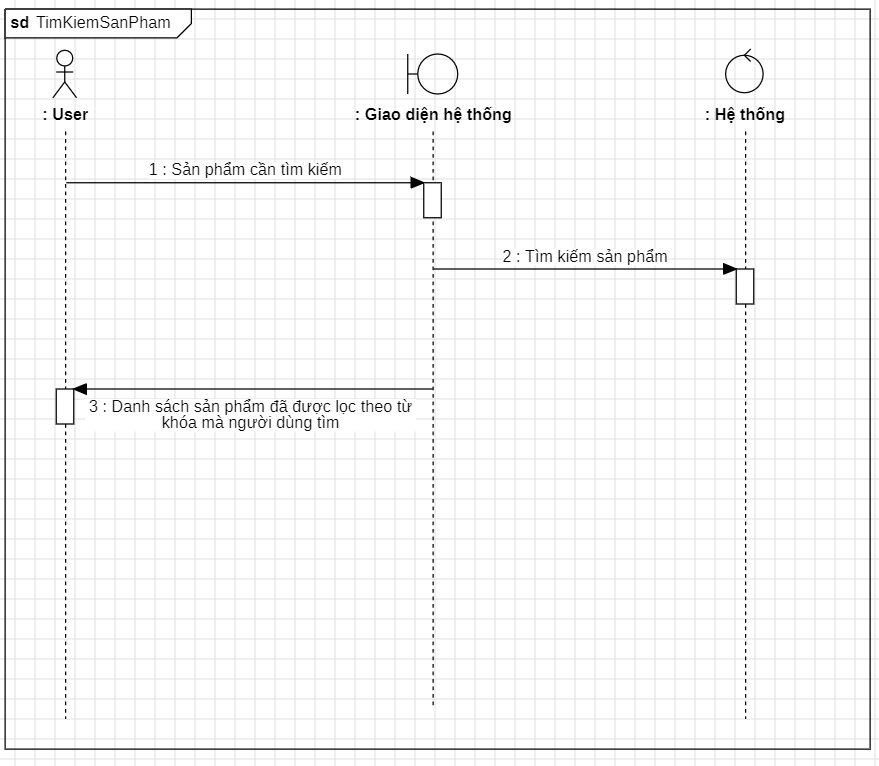 sd TimKiemSanPham
: User
: Giao diện hệ thống
: Hệ thống
1 : Sản phẩm cần tìm kiếm
2 : Tìm kiếm sản phẩm
3 : Danh sách sản phẩm đã được lọc theo từ
khóa mà người dùng tìm